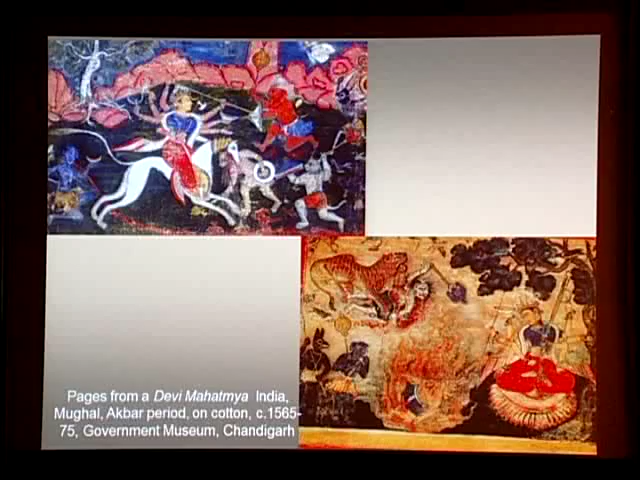 Pages from a Devi Mahatmya India,
Mughal, Akbar period, on cotton, c.1565-
75, Government Museum, Chandigarh